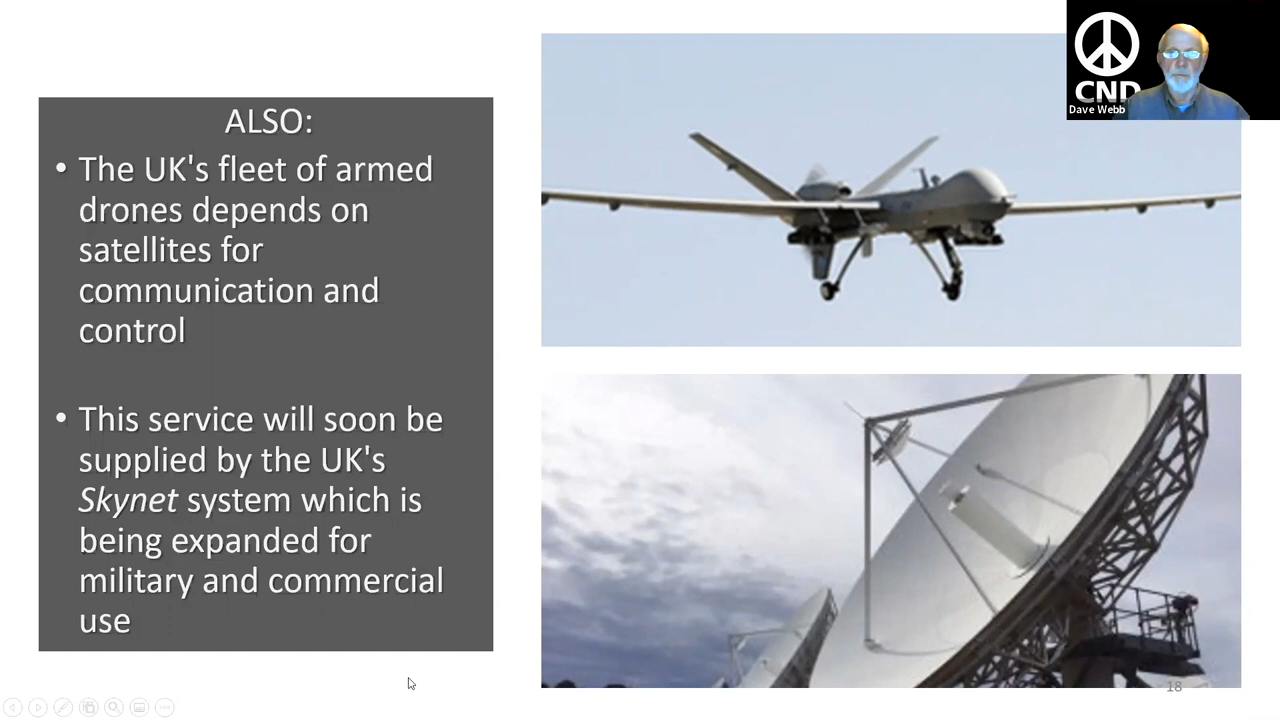 ALSO:
• The UK's fleet of armed
drones depends on
satellites for
communication and
control
• This service will soon be
supplied by the UK's
Skynet system which is
being expanded for
military and commercial
use
CND
Dave Webb
18